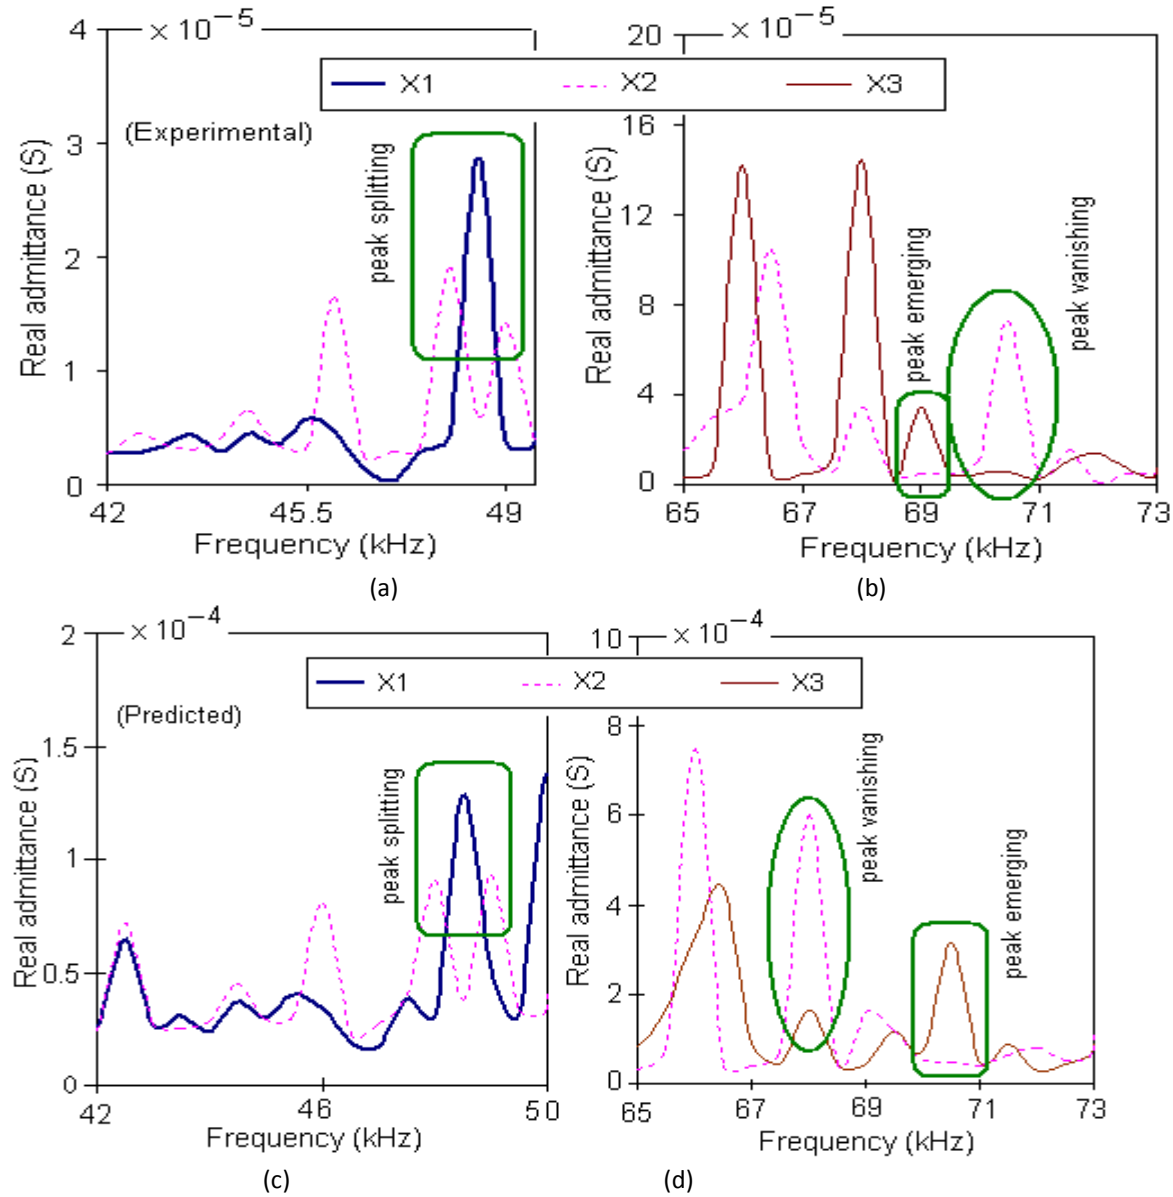 4 × 10−5
X1 X2 X3
(Experimental)
3
2
1
0
Real admittance (S)
peak splitting
42 45.5 49
Frequency (kHz)
(a)
20 × 10−5
16
12
8
4
0
Real admittance (S)
peak emerging
peak vanishing
65 67 69 71 73
Frequency (kHz)
(b)
2 × 10−4
X1 X2 X3
(Predicted)
1.5
1
0.5
0
Real admittance (S)
peak splitting
42 46 50
Frequency (kHz)
(c)
10 × 10−4
8
6
4
2
0
Real admittance (S)
peak vanishing
peak emerging
65 67 69 71 73
Frequency (kHz)
(d)